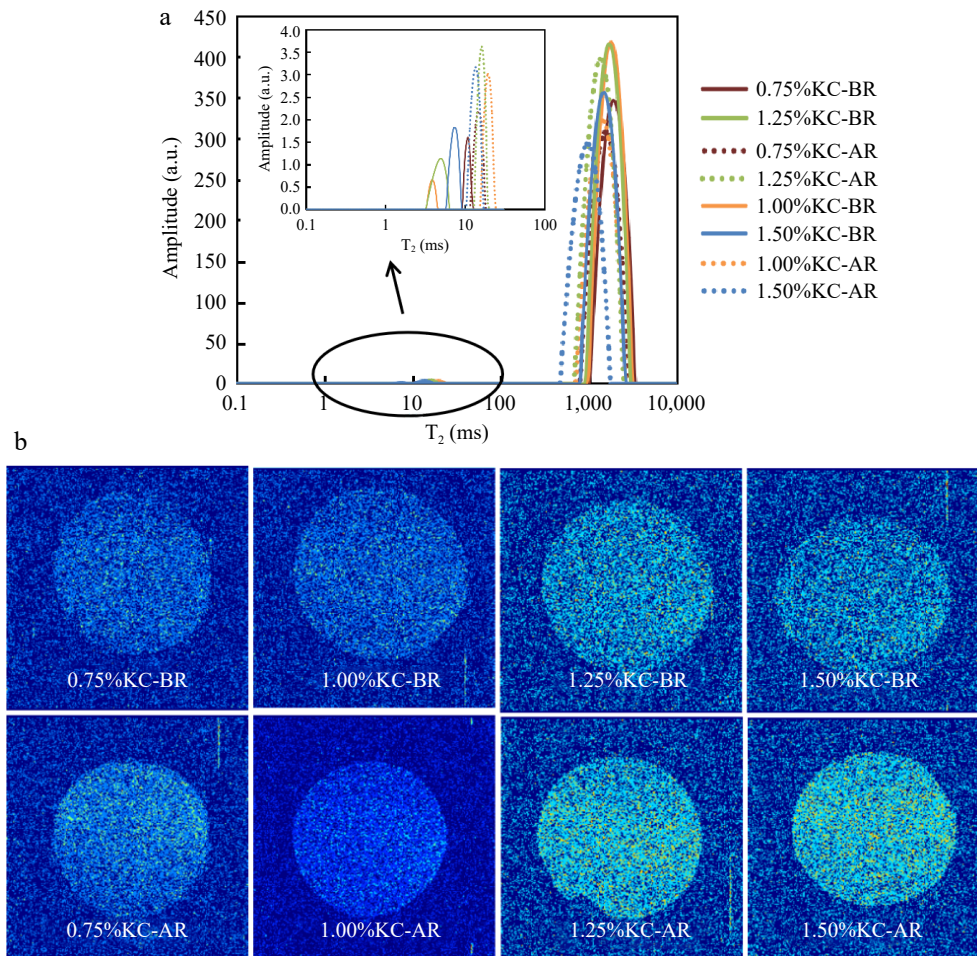 a
450
400
350
300
250
200
150
100
50
0
Amplitude (a.u.)
0.1
1
10
100
1,000
10,000
T₂ (ms)
4.0
3.5
3.0
2.5
2.0
1.5
1.0
0.5
0.0
Amplitude (a.u.)
0.1
1
10
100
T₂ (ms)
0.75%KC-BR
1.25%KC-BR
0.75%KC-AR
1.25%KC-AR
1.00%KC-BR
1.50%KC-BR
1.00%KC-AR
1.50%KC-AR
b
0.75%KC-BR
1.00%KC-BR
1.25%KC-BR
1.50%KC-BR
0.75%KC-AR
1.00%KC-AR
1.25%KC-AR
1.50%KC-AR